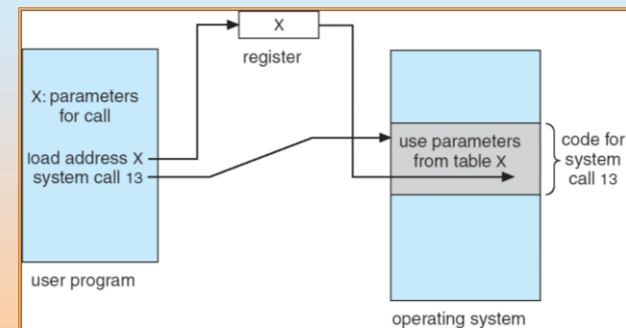 X
register
X: parameters
for call
load address X
system call 13
user program
use parameters
from table X
code for
system
call 13
operating system